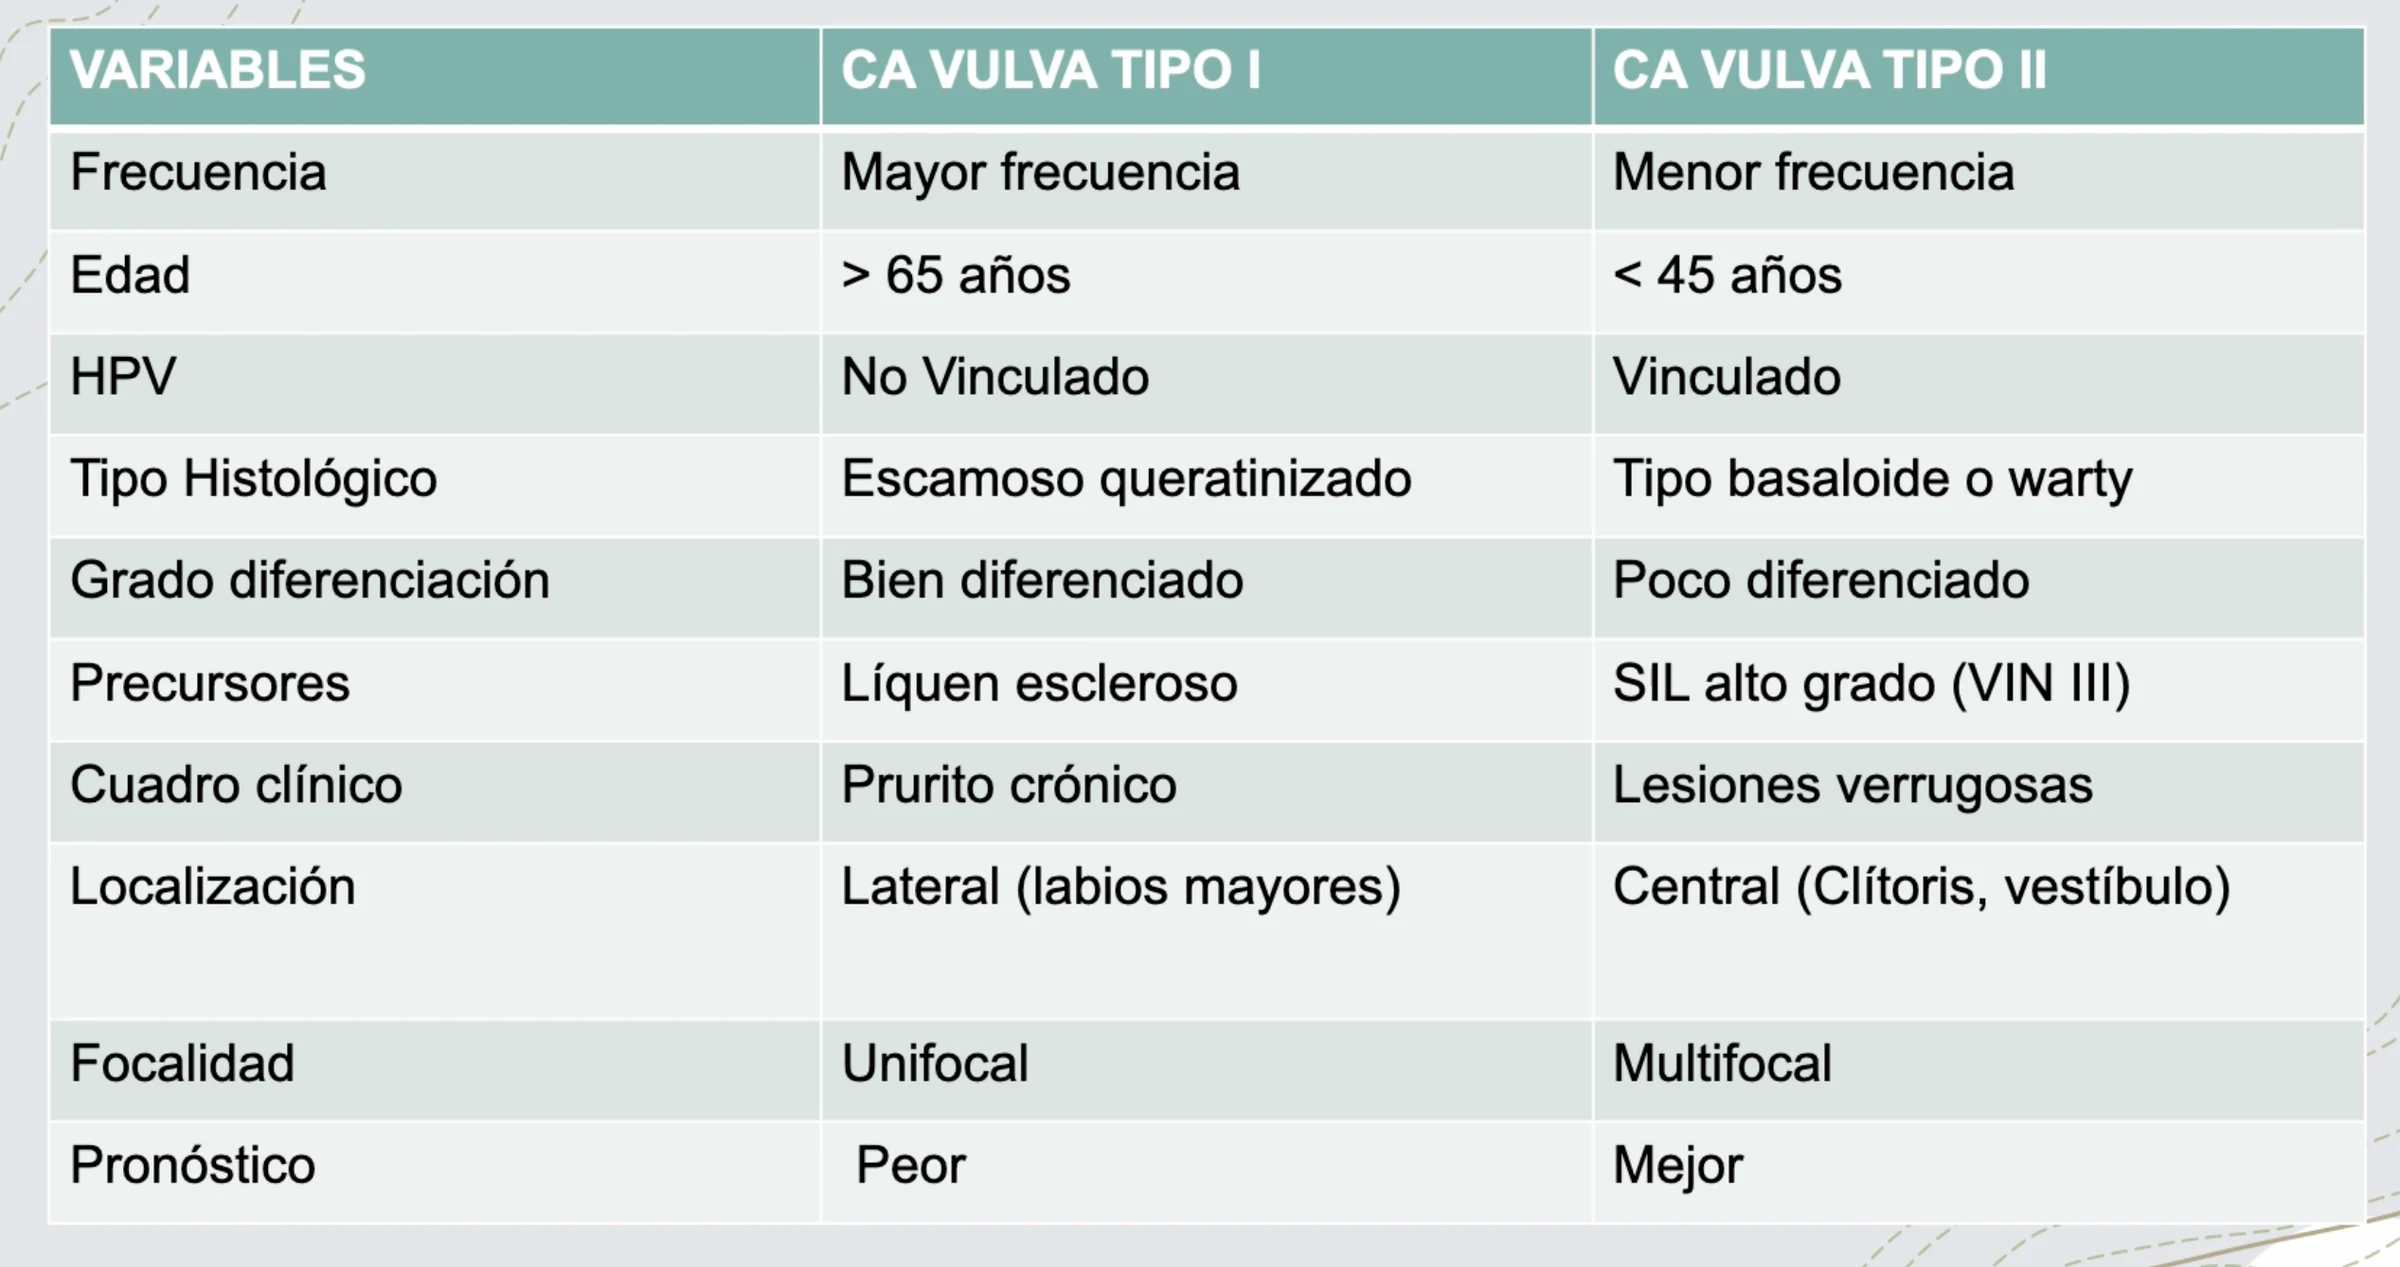 VARIABLES CA VULVA TIPO I CA VULVA TIPO II
Frecuencia Mayor frecuencia Menor frecuencia
Edad > 65 años < 45 años
HPV No Vinculado Vinculado
Tipo Histológico Escamoso queratinizado Tipo basaloide o warty
Grado diferenciación Bien diferenciado Poco diferenciado
Precursores Líquen escleroso SIL alto grado (VIN III)
Cuadro clínico Prurito crónico Lesiones verrugosas
Localización Lateral (labios mayores) Central (Clítoris, vestíbulo)
Focalidad Unifocal Multifocal
Pronóstico Peor Mejor